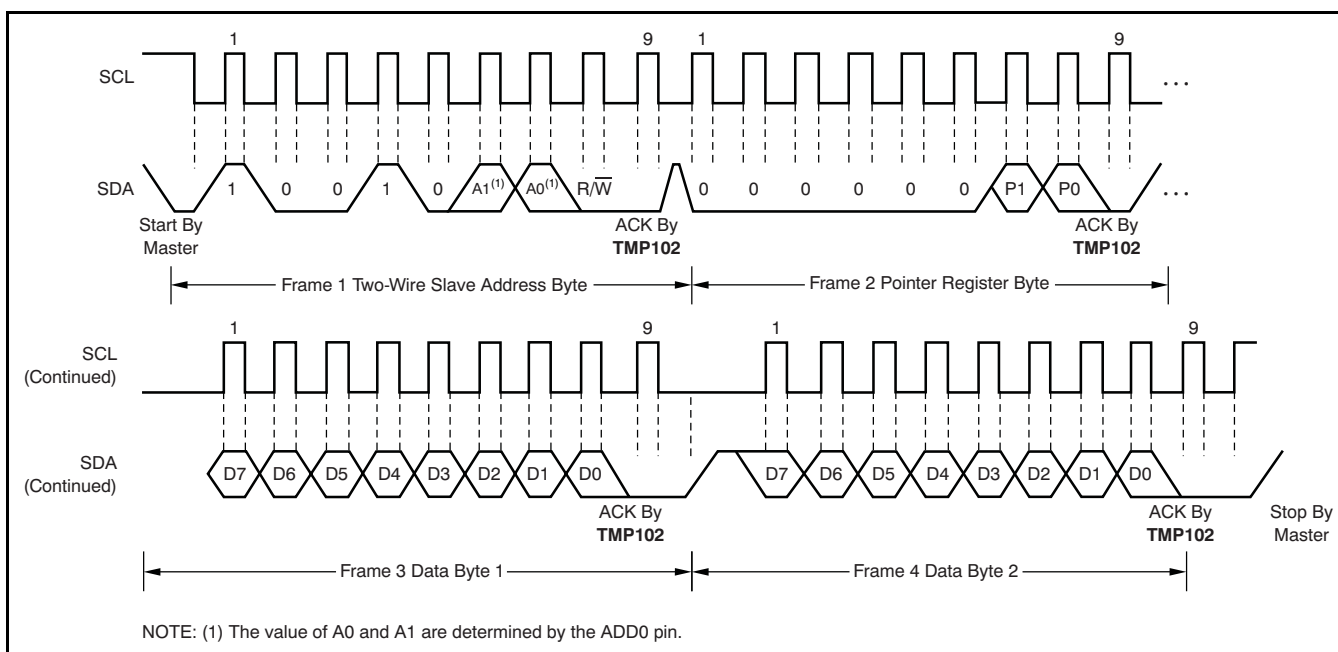 1 9 1 9
SCL ...
SDA 1 0 0 1 0 A1(1) A0(1) R/W̅ 0 0 0 0 0 0 P1 P0 ...
Start By Master
ACK By TMP102
ACK By TMP102
Frame 1 Two-Wire Slave Address Byte
Frame 2 Pointer Register Byte
1 9 1 9
SCL
(Continued)
SDA
(Continued)
D7 D6 D5 D4 D3 D2 D1 D0 D7 D6 D5 D4 D3 D2 D1 D0
ACK By
TMP102
ACK By
TMP102
Stop By
Master
Frame 3 Data Byte 1
Frame 4 Data Byte 2
NOTE: (1) The value of A0 and A1 are determined by the ADD0 pin.